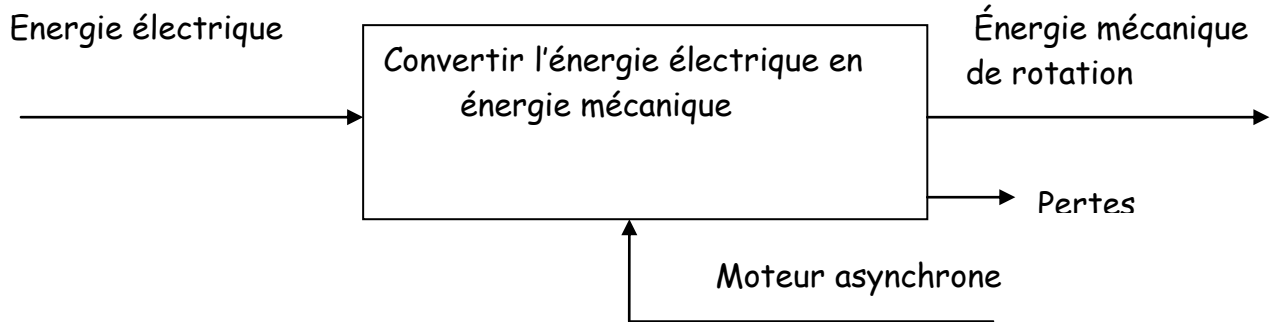 Energie électrique
Convertir l'énergie électrique en
énergie mécanique
Énergie mécanique
de rotation
Pertes
Moteur asynchrone